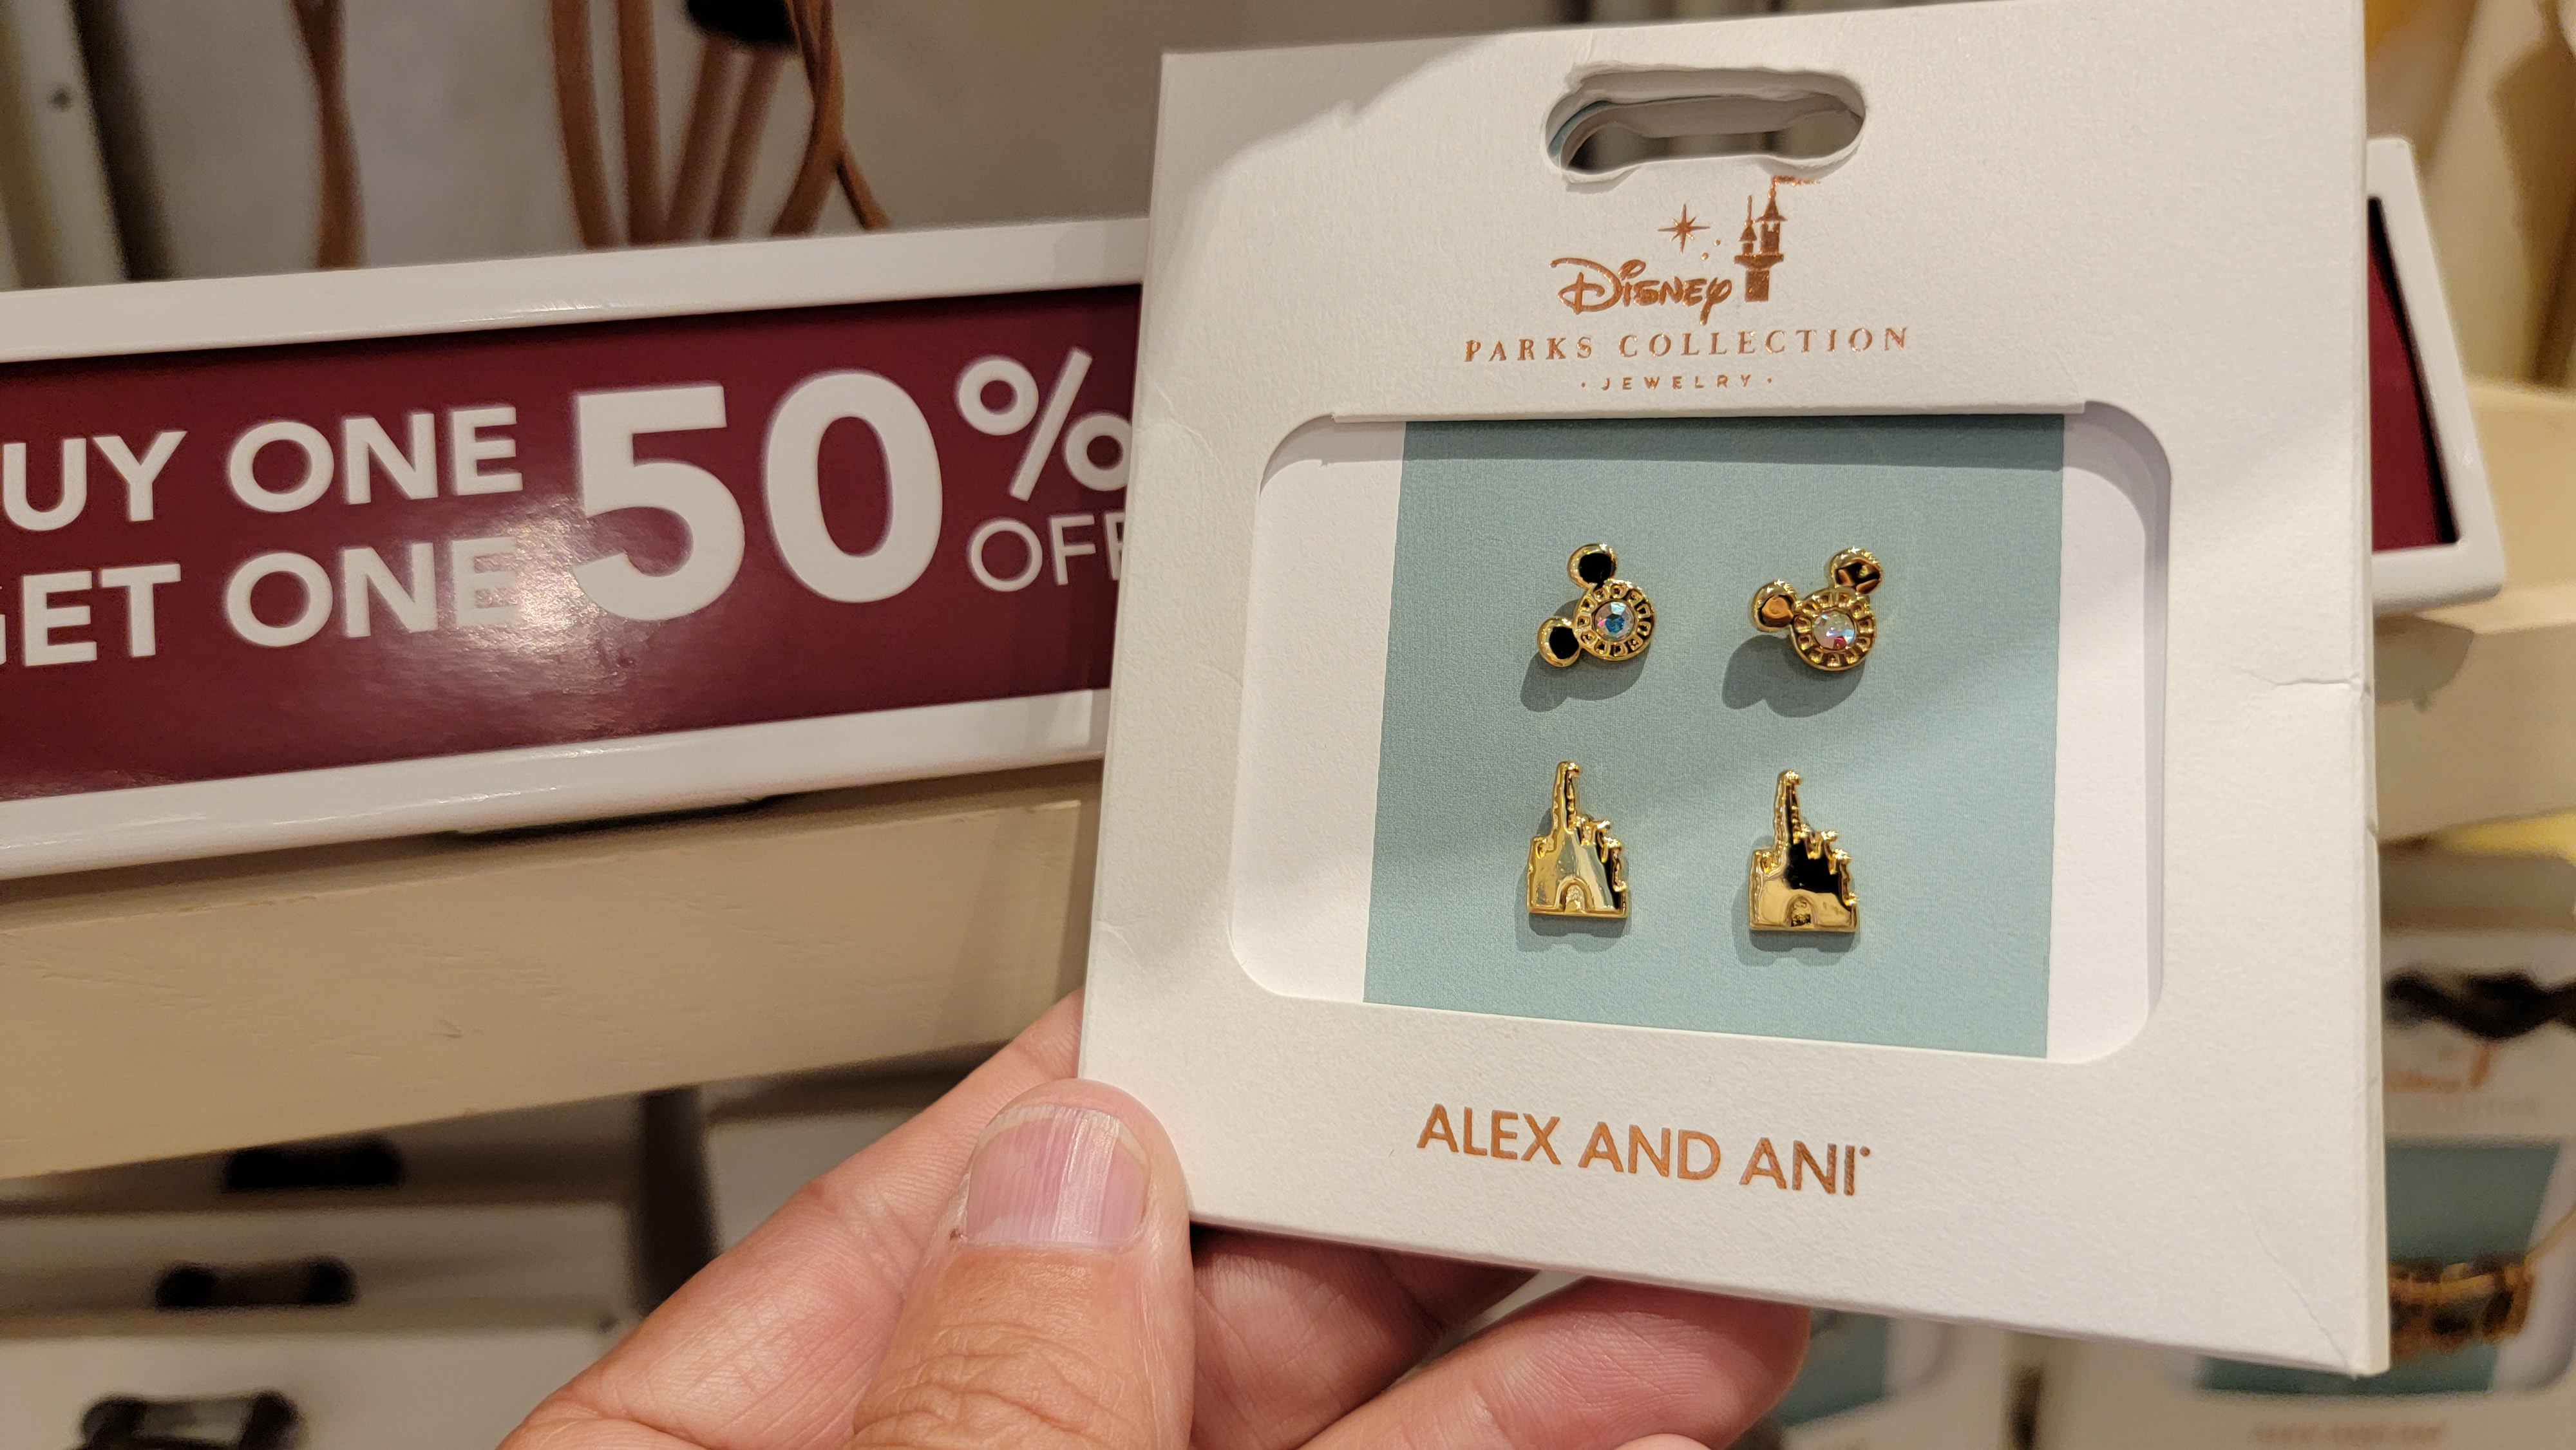 UY ONE
GET ONE
50%
OFF
Disney
PARKS COLLECTION
· JEWELRY ·
ALEX AND ANI